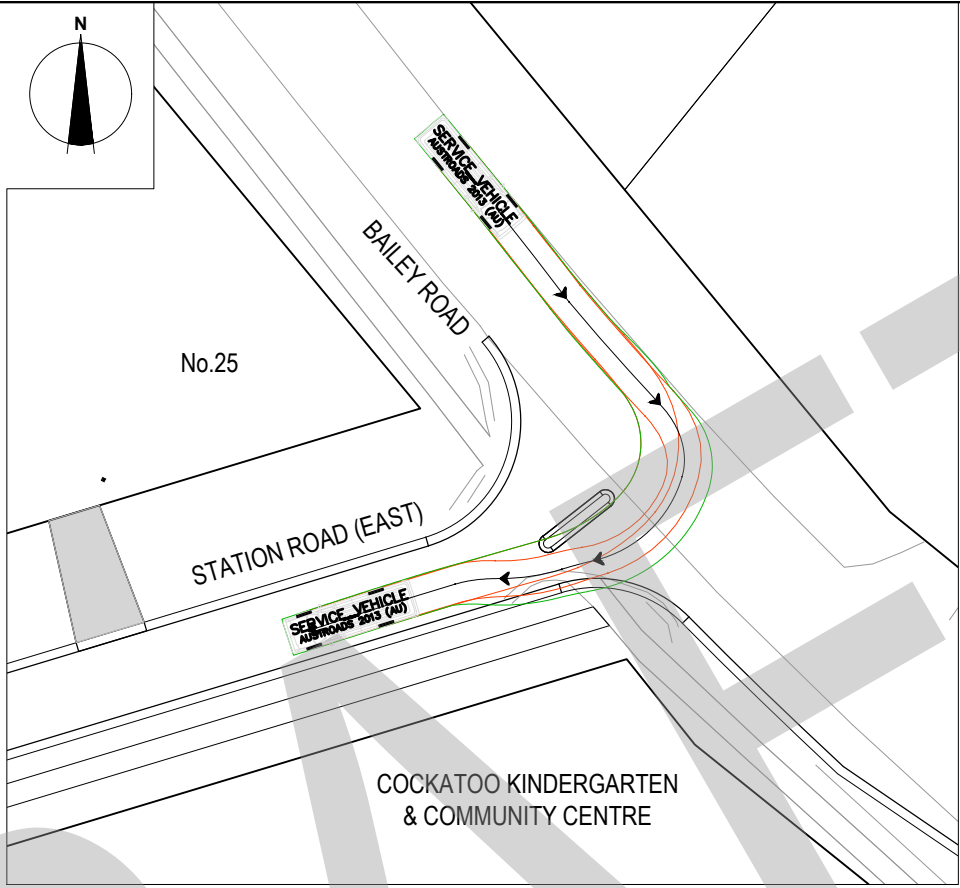 N
SERVICE VEHICLE
AUSTROADS 2013 (AU)
BAILEY ROAD
No.25
STATION ROAD (EAST)
SERVICE VEHICLE
AUSTROADS 2013 (AU)
COCKATOO KINDERGARTEN
& COMMUNITY CENTRE